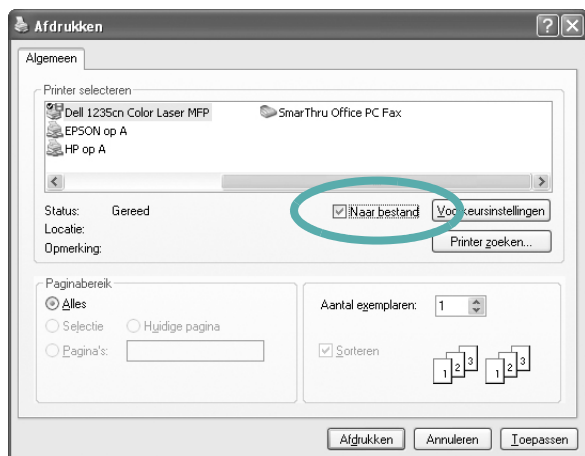 Afdrukken
Algemeen
Printer selecteren
Dell 1235cn Color Laser MFP
SmarThru Office PC Fax
EPSON op A
HP op A
Status: Gereed
Naar bestand
Voorkeursinstellingen
Locatie:
Opmerking:
Printer zoeken...
Paginabereik
Alles
Selectie Huidige pagina
Pagina's:
Aantal exemplaren: 1
Sorteren
1 2 3 1 2 3
Afdrukken Annuleren Toepassen